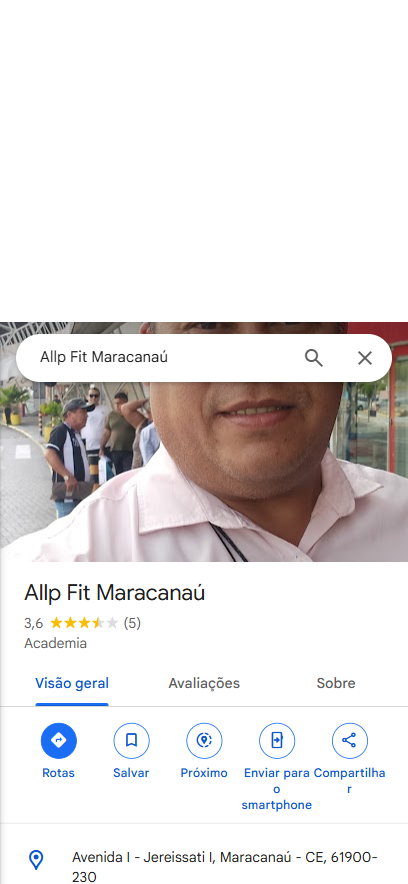 Allp Fit Maracanaú
Allp Fit Maracanaú
3,6 (5)
Academia
Visão geral Avaliações Sobre
Rotas Salvar Próximo Enviar para o smartphone Compartilhar
Avenida I - Jereissati I, Maracanaú - CE, 61900-
230